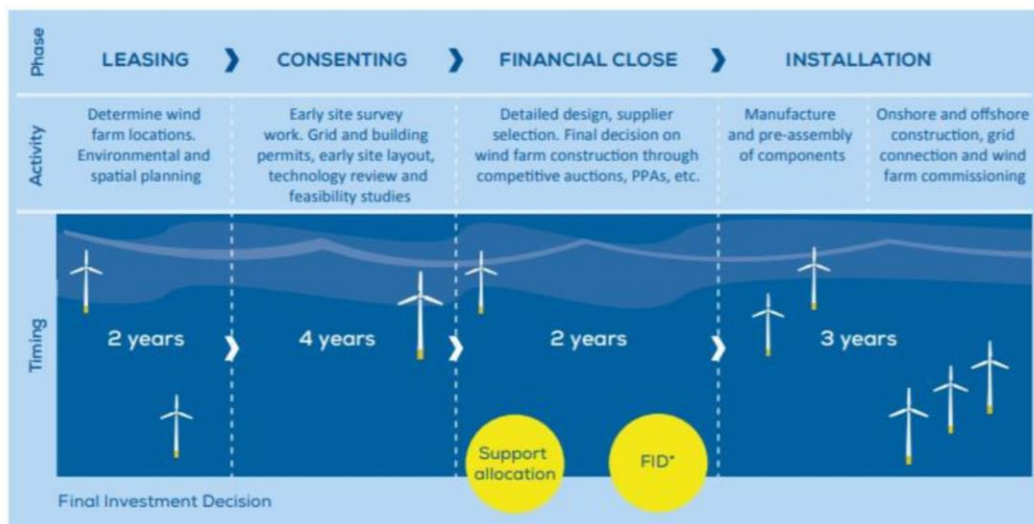 Phase
LEASING
CONSENTING
FINANCIAL CLOSE
INSTALLATION
Activity
Determine wind
farm locations.
Environmental and
spatial planning
Early site survey
work. Grid and building
permits, early site layout,
technology review and
feasibility studies
Detailed design, supplier
selection. Final decision on
wind farm construction through
competitive auctions, PPAs, etc.
Manufacture
and pre-assembly
of components
Onshore and offshore
construction, grid
connection and wind
farm commissioning
Timing
2 years
4 years
2 years
3 years
Support
allocation
FID*
Final Investment Decision